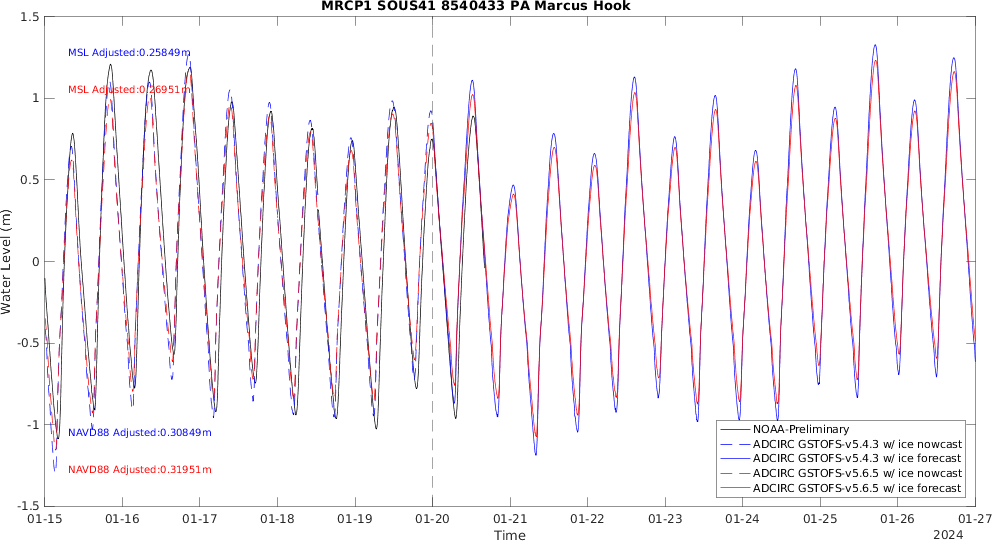 MRCP1 SOUS41 8540433 PA Marcus Hook
1.5
MSL Adjusted:0.25849m
MSL Adjusted:0.26951m
1
0.5
0
-0.5
-1
-1.5
Water Level (m)
NAVD88 Adjusted:0.30849m
NAVD88 Adjusted:0.31951m
NOAA-Preliminary
ADCIRC GSTOFS-v5.4.3 w/ ice nowcast
ADCIRC GSTOFS-v5.4.3 w/ ice forecast
ADCIRC GSTOFS-v5.6.5 w/ ice nowcast
ADCIRC GSTOFS-v5.6.5 w/ ice forecast
01-15 01-16 01-17 01-18 01-19 01-20 01-21 01-22 01-23 01-24 01-25 01-26 01-27
Time
2024